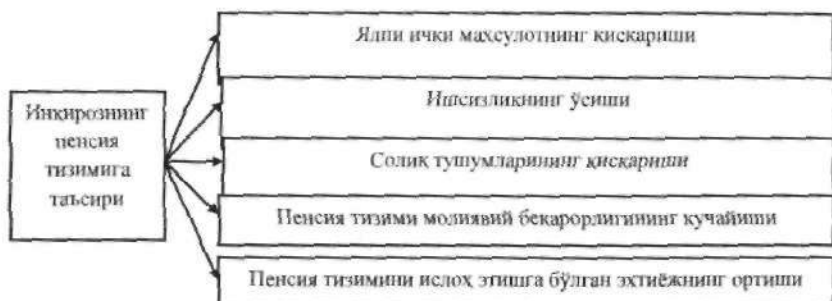 Инқирознинг
пенсия
тизимига
таъсири
Ялпи ички маҳсулотнинг қисқариши
Ишсизликнинг ўсиши
Солиқ тушумларининг қисқариши
Пенсия тизими молиявий беқарорлигининг кучайиши
Пенсия тизимини ислоҳ этишга бўлган эҳтиёжнинг ортиши